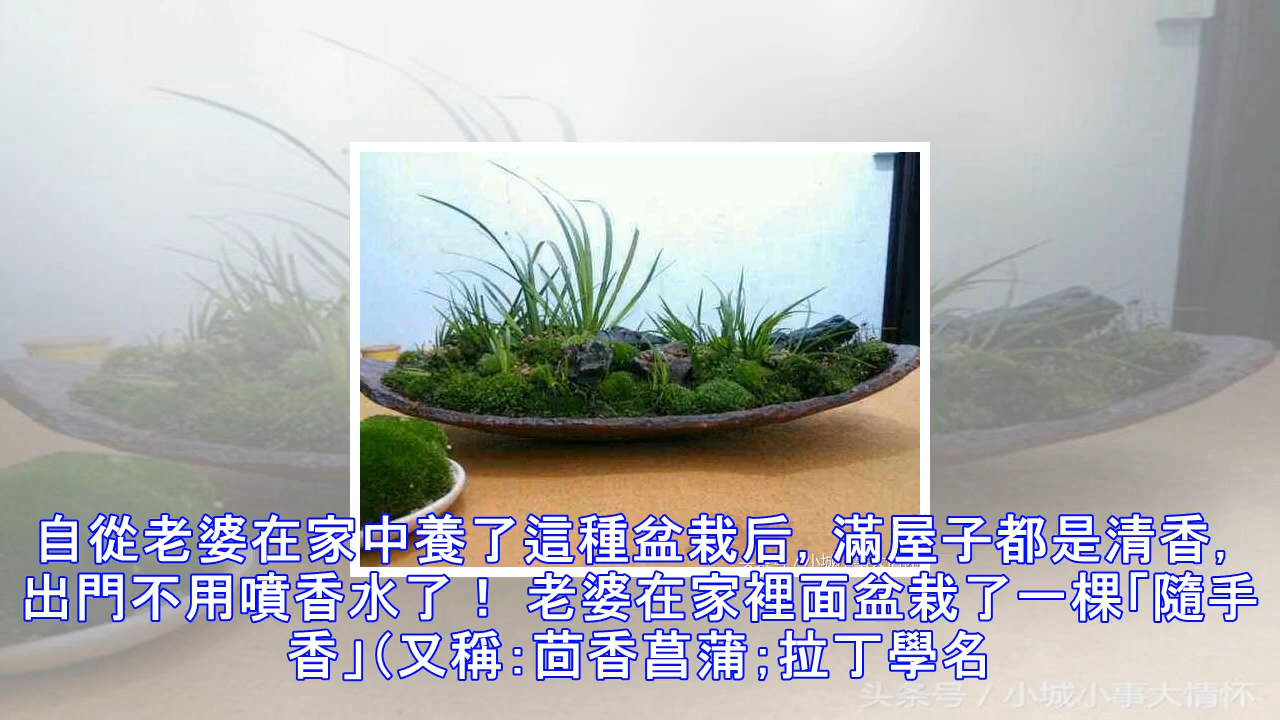 自從老婆在家中養了這種盆栽后, 滿屋子都是清香,
出門不用噴香水了! 老婆在家裡面盆栽了一棵「隨手
香」(又稱:茴香菖蒲;拉丁學名
头条号 / 小城小事大情怀